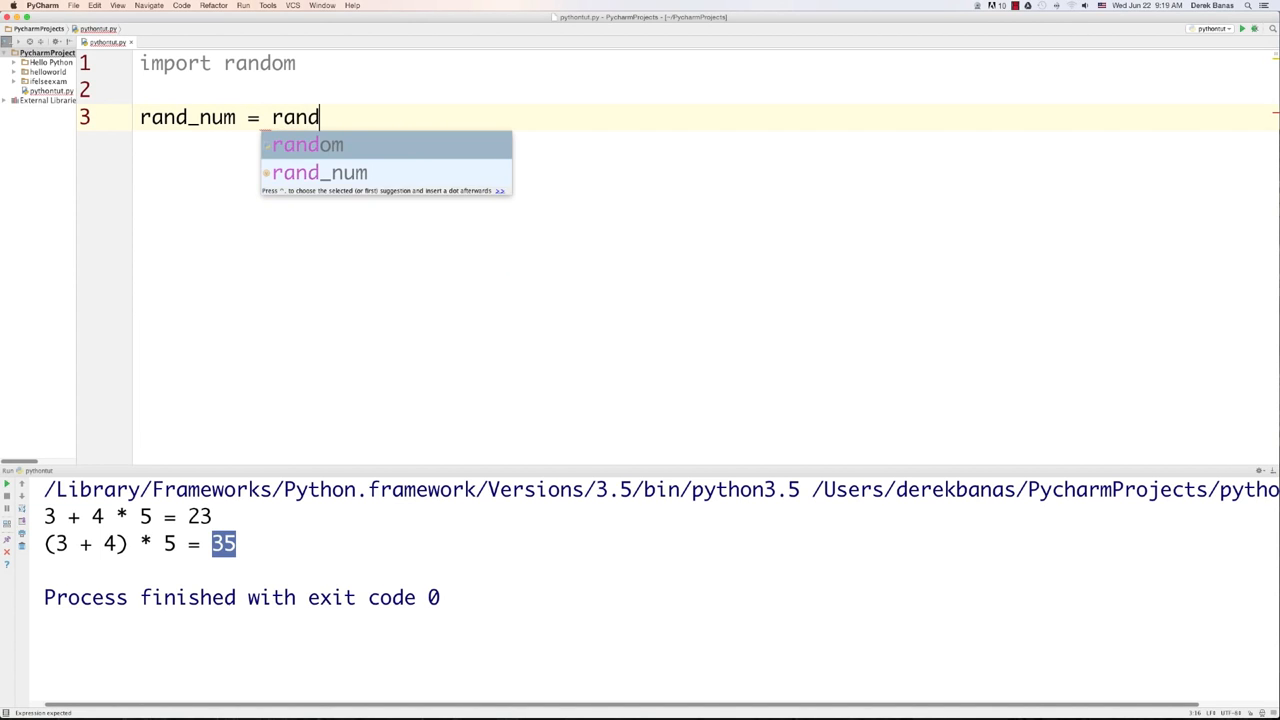 PyCharm File Edit View Navigate Code Refactor Run Tools VCS Window Help 10 Wed Jun 22 9:19 AM Derek Banas
pythontut.py - PycharmProjects - [~/PycharmProjects]
PycharmProjects pythontut.py pythontut
pythontut.py ×
PycharmProject
Hello Python
helloworld
ifelseexam
pythontut.py
External Librarie
1 import random
2
3 rand_num = rand
random
rand_num
Press ^. to choose the selected (or first) suggestion and insert a dot afterwards >>
Run pythontut
/Library/Frameworks/Python.framework/Versions/3.5/bin/python3.5 /Users/derekbanas/PycharmProjects/pytho
3 + 4 * 5 = 23
(3 + 4) * 5 = 35
Process finished with exit code 0
Expression expected 3:16 LF‡ UTF-8‡